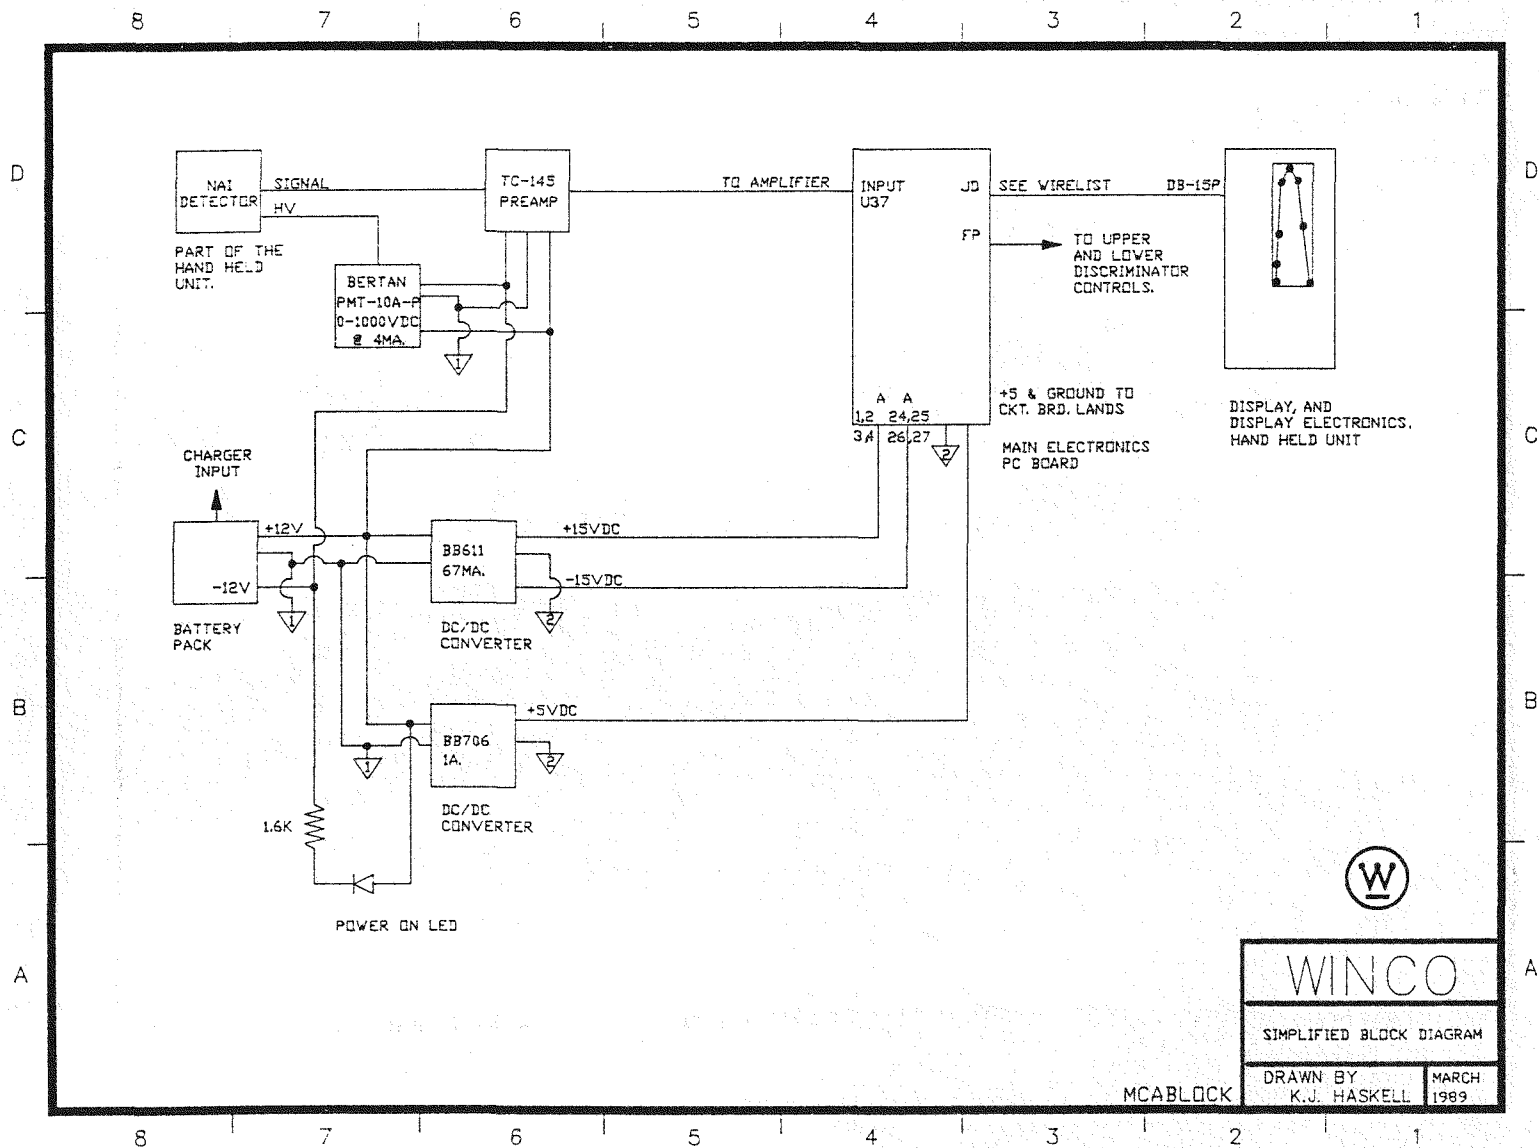 8 7 6 5 4 3 2 1
D
D
NAI
DETECTOR
SIGNAL
HV
TC-145
PREAMP
TO AMPLIFIER
INPUT
U37
JD
SEE WIRELIST
DB-15P
FP
TO UPPER
AND LOWER
DISCRIMINATOR
CONTROLS.
PART OF THE
HAND HELD
UNIT.
BERTAN
PMT-10A-P
0-1000VDC
@ 4MA.
1
A A
1,2 24,25
3,4 26,27
2
+5 & GROUND TO
CKT. BRD. LANDS
MAIN ELECTRONICS
PC BOARD
DISPLAY, AND
DISPLAY ELECTRONICS,
HAND HELD UNIT
C
C
CHARGER
INPUT
+12V
-12V
BATTERY
PACK
1
BB611
67MA.
+15VDC
-15VDC
2
DC/DC
CONVERTER
B
B
+5VDC
BB706
1A.
1
2
DC/DC
CONVERTER
1.6K
POWER ON LED
W
A
A
WINCO
SIMPLIFIED BLOCK DIAGRAM
DRAWN BY
K.J. HASKELL
MARCH
1989
MCABLOCK
8 7 6 5 4 3 2 1